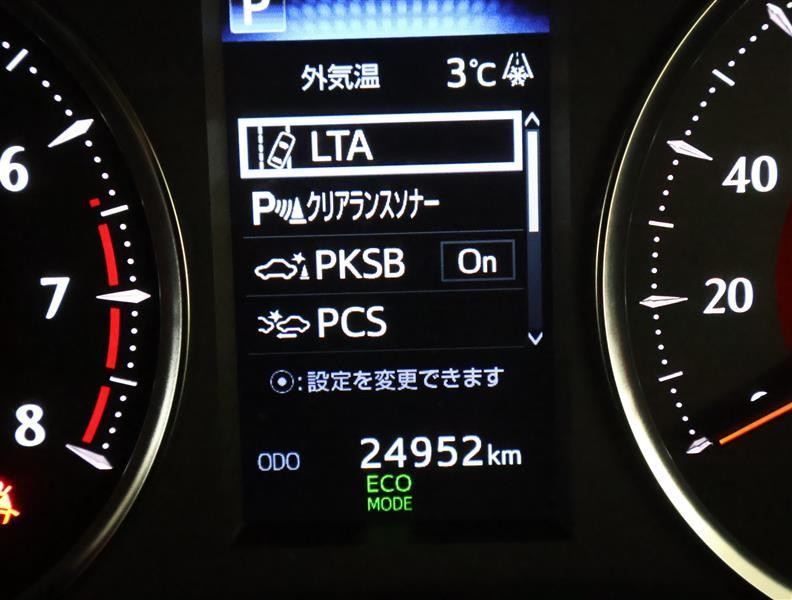 P
外気温 3℃
LTA
Pクリアランスソナー
PKSB On
PCS
:設定を変更できます
ODO 24952km
ECO
MODE
6
7
8
40
20